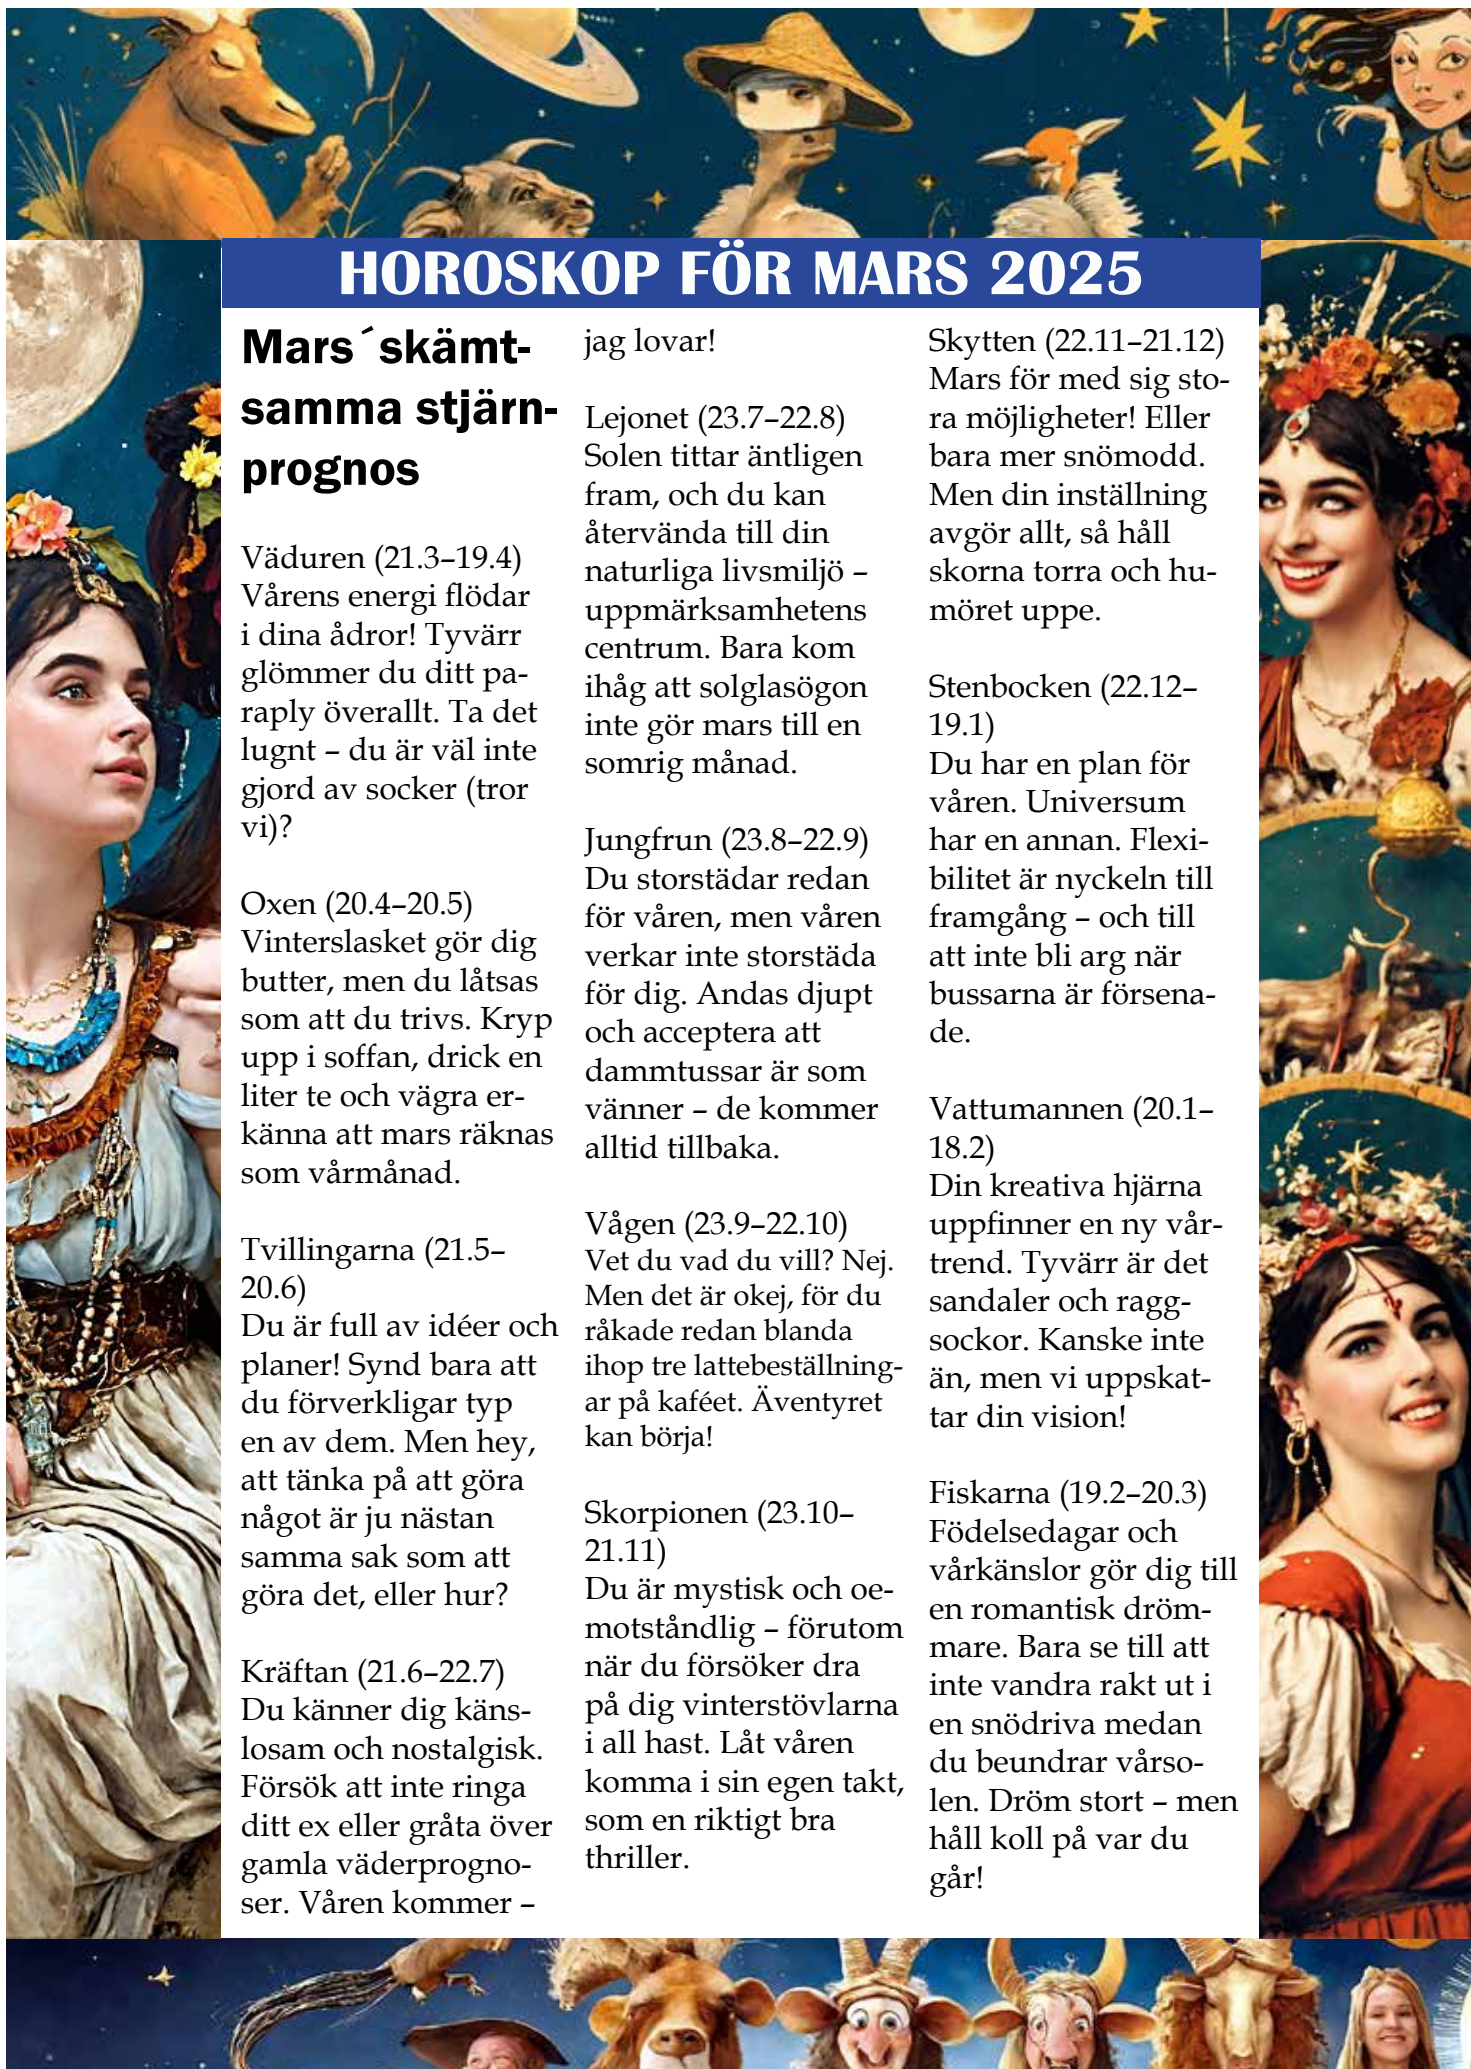 HOROSKOP FÖR MARS 2025
Mars´skämt-
samma stjärn-
prognos
Väduren (21.3–19.4)
Vårens energi flödar
i dina ådror! Tyvärr
glömmer du ditt pa-
raply överallt. Ta det
lugnt – du är väl inte
gjord av socker (tror
vi)?
Oxen (20.4–20.5)
Vinterslasket gör dig
butter, men du låtsas
som att du trivs. Kryp
upp i soffan, drick en
liter te och vägra er-
känna att mars räknas
som vårmånad.
Tvillingarna (21.5–
20.6)
Du är full av idéer och
planer! Synd bara att
du förverkligar typ
en av dem. Men hey,
att tänka på att göra
något är ju nästan
samma sak som att
göra det, eller hur?
Kräftan (21.6–22.7)
Du känner dig käns-
losam och nostalgisk.
Försök att inte ringa
ditt ex eller gråta över
gamla väderprogno-
ser. Våren kommer –
jag lovar!
Lejonet (23.7–22.8)
Solen tittar äntligen
fram, och du kan
återvända till din
naturliga livsmiljö –
uppmärksamhetens
centrum. Bara kom
ihåg att solglasögon
inte gör mars till en
somrig månad.
Jungfrun (23.8–22.9)
Du storstädar redan
för våren, men våren
verkar inte storstäda
för dig. Andas djupt
och acceptera att
dammtussar är som
vänner – de kommer
alltid tillbaka.
Vågen (23.9–22.10)
Vet du vad du vill? Nej.
Men det är okej, för du
råkade redan blanda
ihop tre lattebeställning-
ar på kaféet. Äventyret
kan börja!
Skorpionen (23.10–
21.11)
Du är mystisk och oe-
motståndlig – förutom
när du försöker dra
på dig vinterstövlarna
i all hast. Låt våren
komma i sin egen takt,
som en riktigt bra
thriller.
Skytten (22.11–21.12)
Mars för med sig sto-
ra möjligheter! Eller
bara mer snömodd.
Men din inställning
avgör allt, så håll
skorna torra och hu-
möret uppe.
Stenbocken (22.12–
19.1)
Du har en plan för
våren. Universum
har en annan. Flexi-
bilitet är nyckeln till
framgång – och till
att inte bli arg när
bussarna är försena-
de.
Vattumannen (20.1–
18.2)
Din kreativa hjärna
uppfinner en ny vår-
trend. Tyvärr är det
sandaler och ragg-
sockor. Kanske inte
än, men vi uppskat-
tar din vision!
Fiskarna (19.2–20.3)
Födelsedagar och
vårkänslor gör dig till
en romantisk dröm-
mare. Bara se till att
inte vandra rakt ut i
en snödriva medan
du beundrar vårso-
len. Dröm stort – men
håll koll på var du
går!